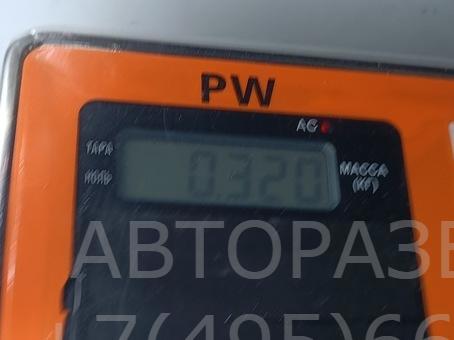 PW
AC
ТАРА
НОЛЬ
0.320
МАССА
(КГ)
АВТОРАЗБ
+7(495)66